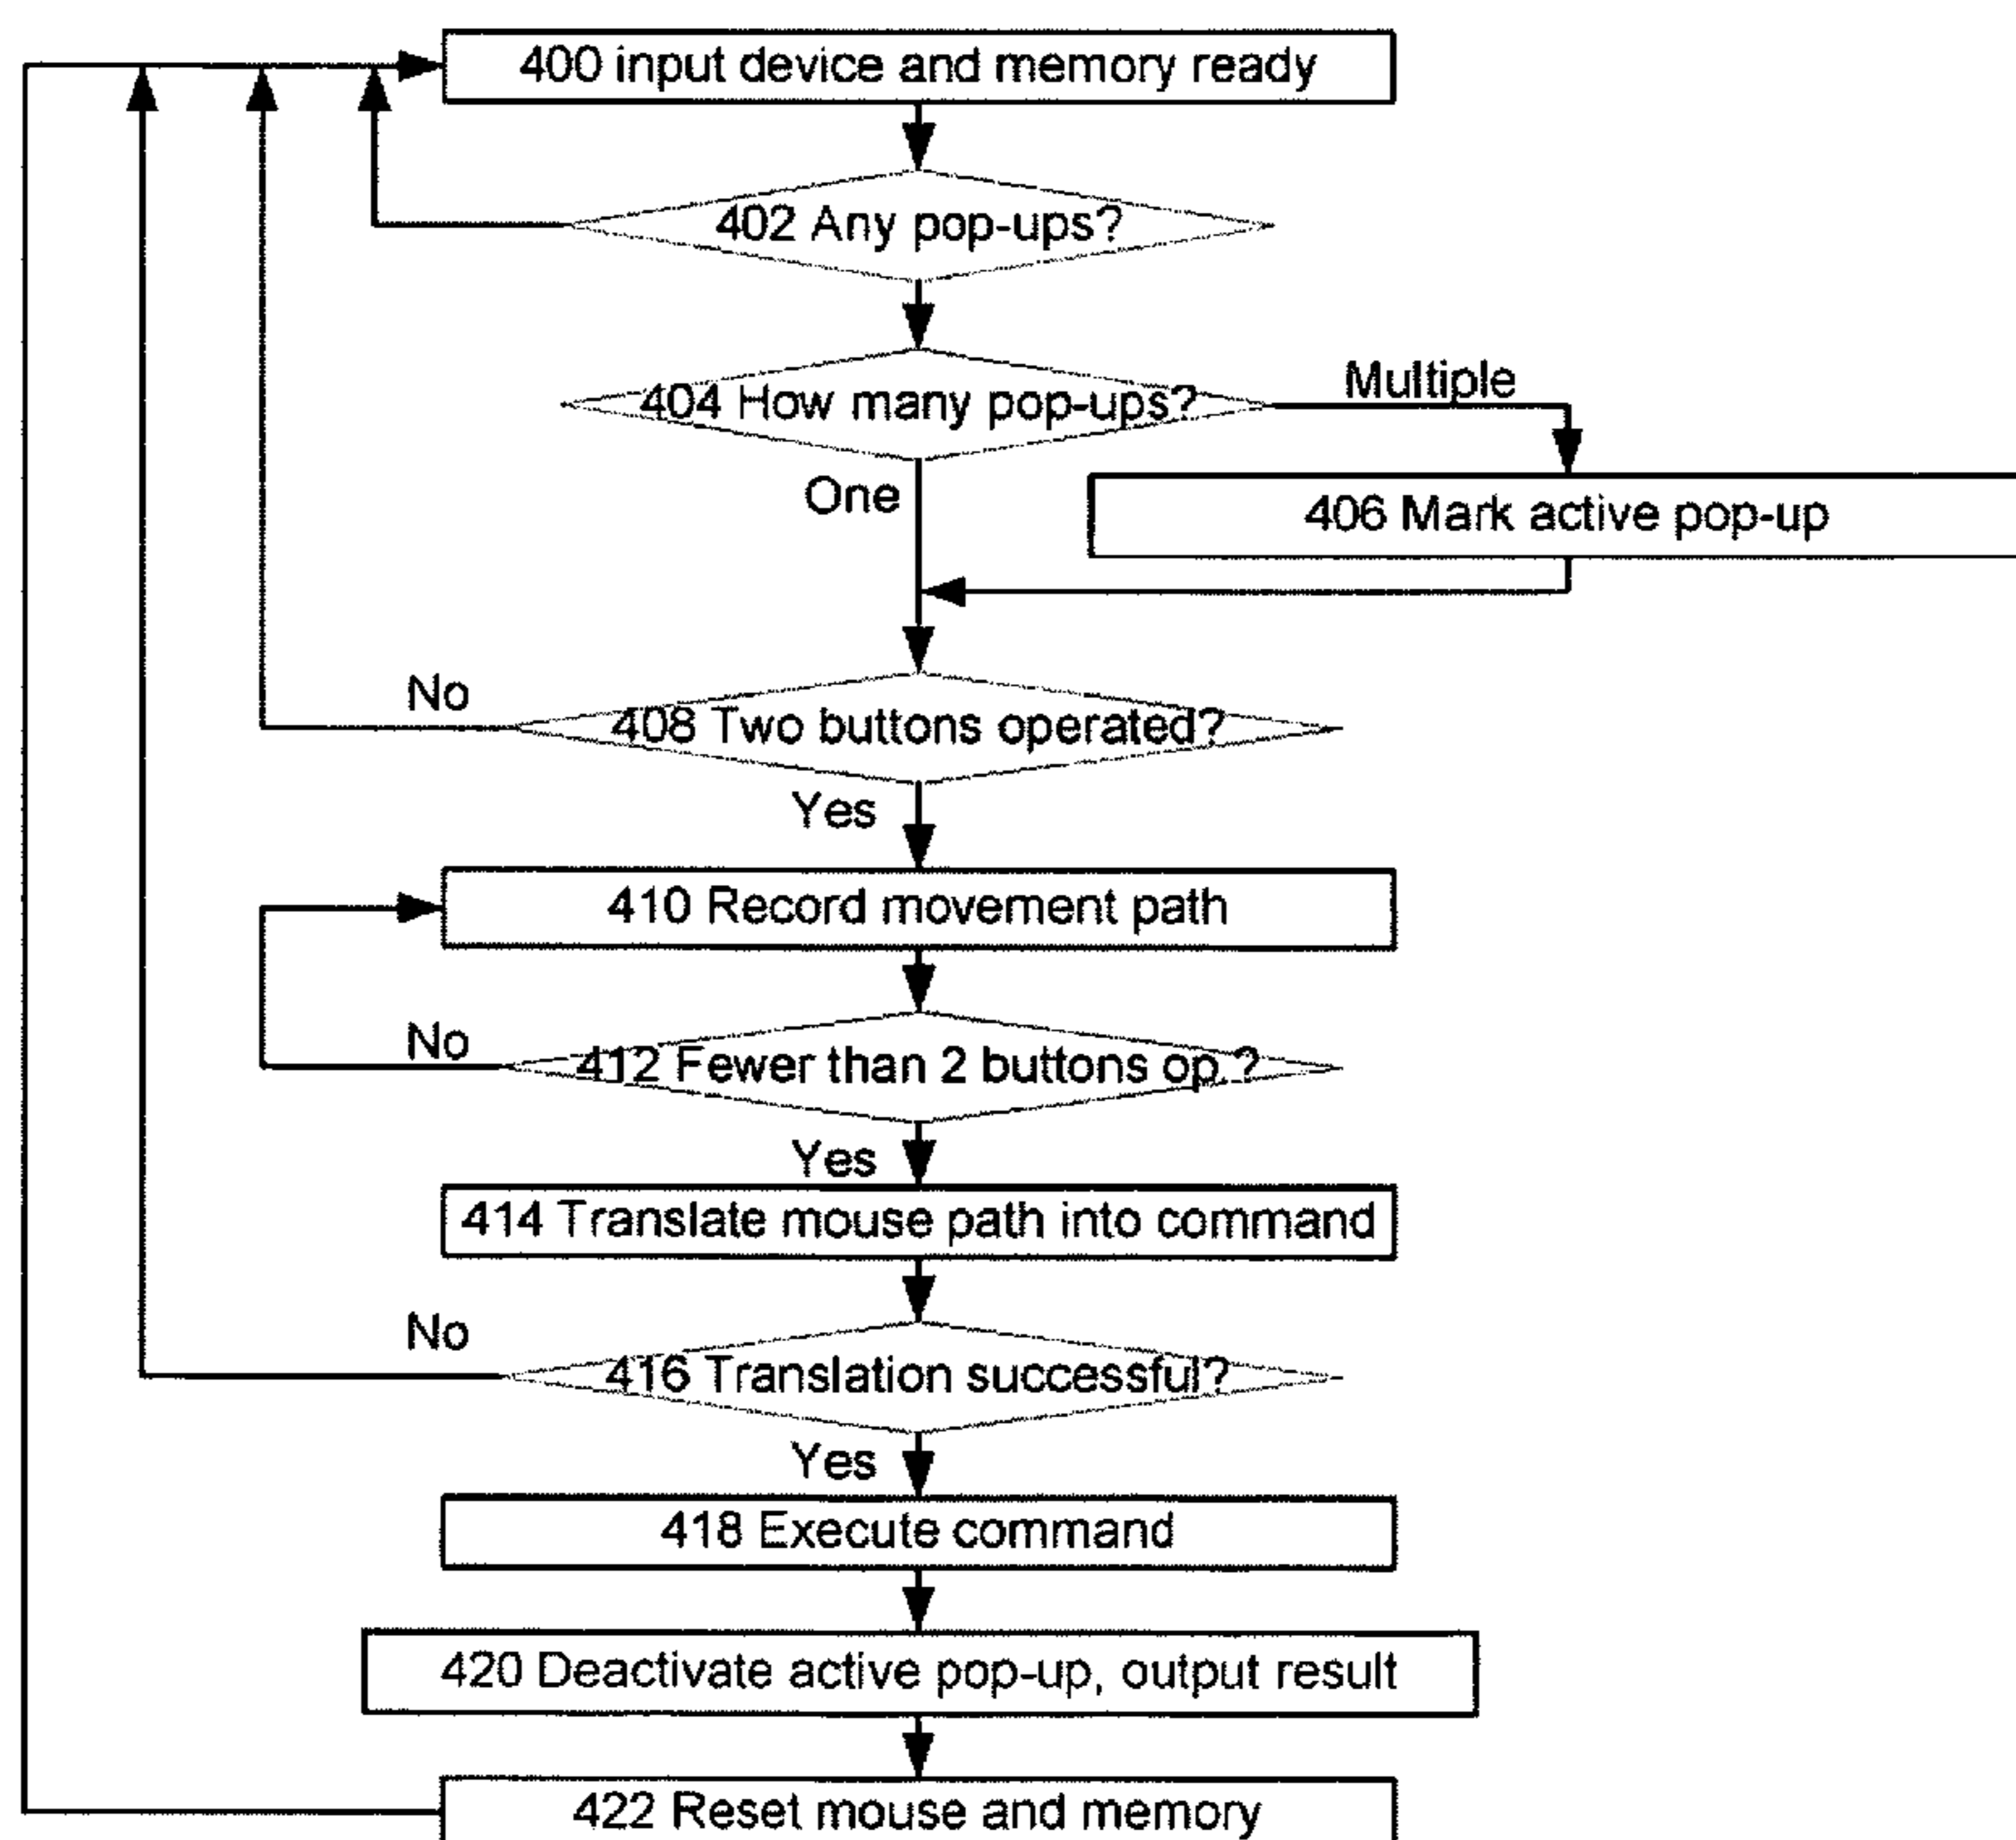 400 input device and memory ready
402 Any pop-ups?
404 How many pop-ups?
Multiple
One
406 Mark active pop-up
No
408 Two buttons operated?
Yes
410 Record movement path
No
412 Fewer than 2 buttons op.?
Yes
414 Translate mouse path into command
No
416 Translation successful?
Yes
418 Execute command
420 Deactivate active pop-up, output result
422 Reset mouse and memory